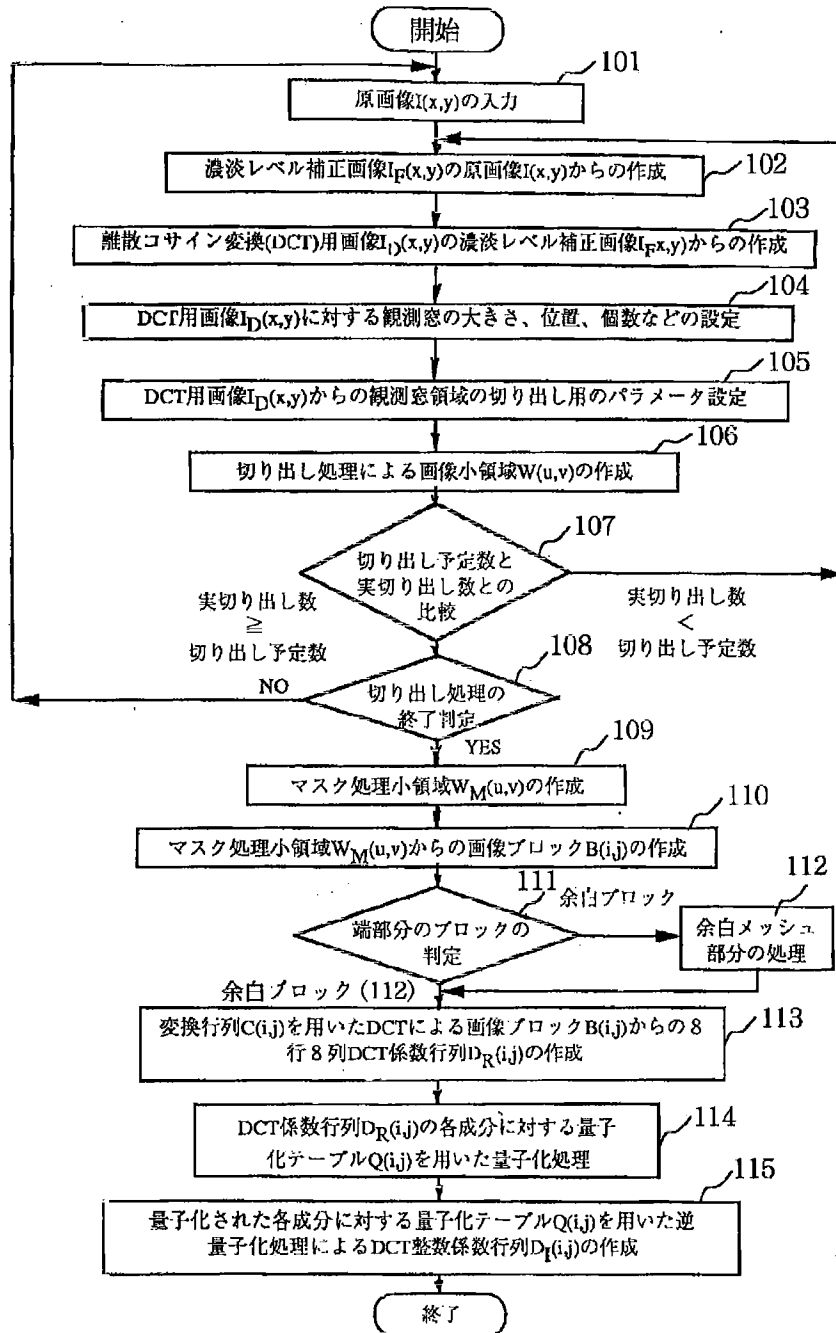 開始
101
原画像I(x,y)の入力
濃淡レベル補正画像IF(x,y)の原画像I(x,y)からの作成
102
103
離散コサイン変換(DCT)用画像ID(x,y)の濃淡レベル補正画像IFx,y)からの作成
104
DCT用画像ID(x,y)に対する観測窓の大きさ、位置、個数などの設定
105
DCT用画像ID(x,y)からの観測窓領域の切り出し用のパラメータ設定
106
切り出し処理による画像小領域W(u,v)の作成
107
切り出し予定数と
実切り出し数との
比較
実切り出し数
≧
切り出し予定数
実切り出し数
<
切り出し予定数
108
NO
切り出し処理の
終了判定
YES
109
マスク処理小領域WM(u,v)の作成
110
マスク処理小領域WM(u,v)からの画像ブロックB(i,j)の作成
111
余白ブロック
112
端部分のブロックの
判定
余白メッシュ
部分の処理
余白ブロック(112)
変換行列C(i,j)を用いたDCTによる画像ブロックB(i,j)からの8
行8列DCT係数行列DR(i,j)の作成
113
DCT係数行列DR(i,j)の各成分に対する量子
化テーブルQ(i,j)を用いた量子化処理
114
115
量子化された各成分に対する量子化テーブルQ(i,j)を用いた逆
量子化処理によるDCT整数係数行列DI(i,j)の作成
終了